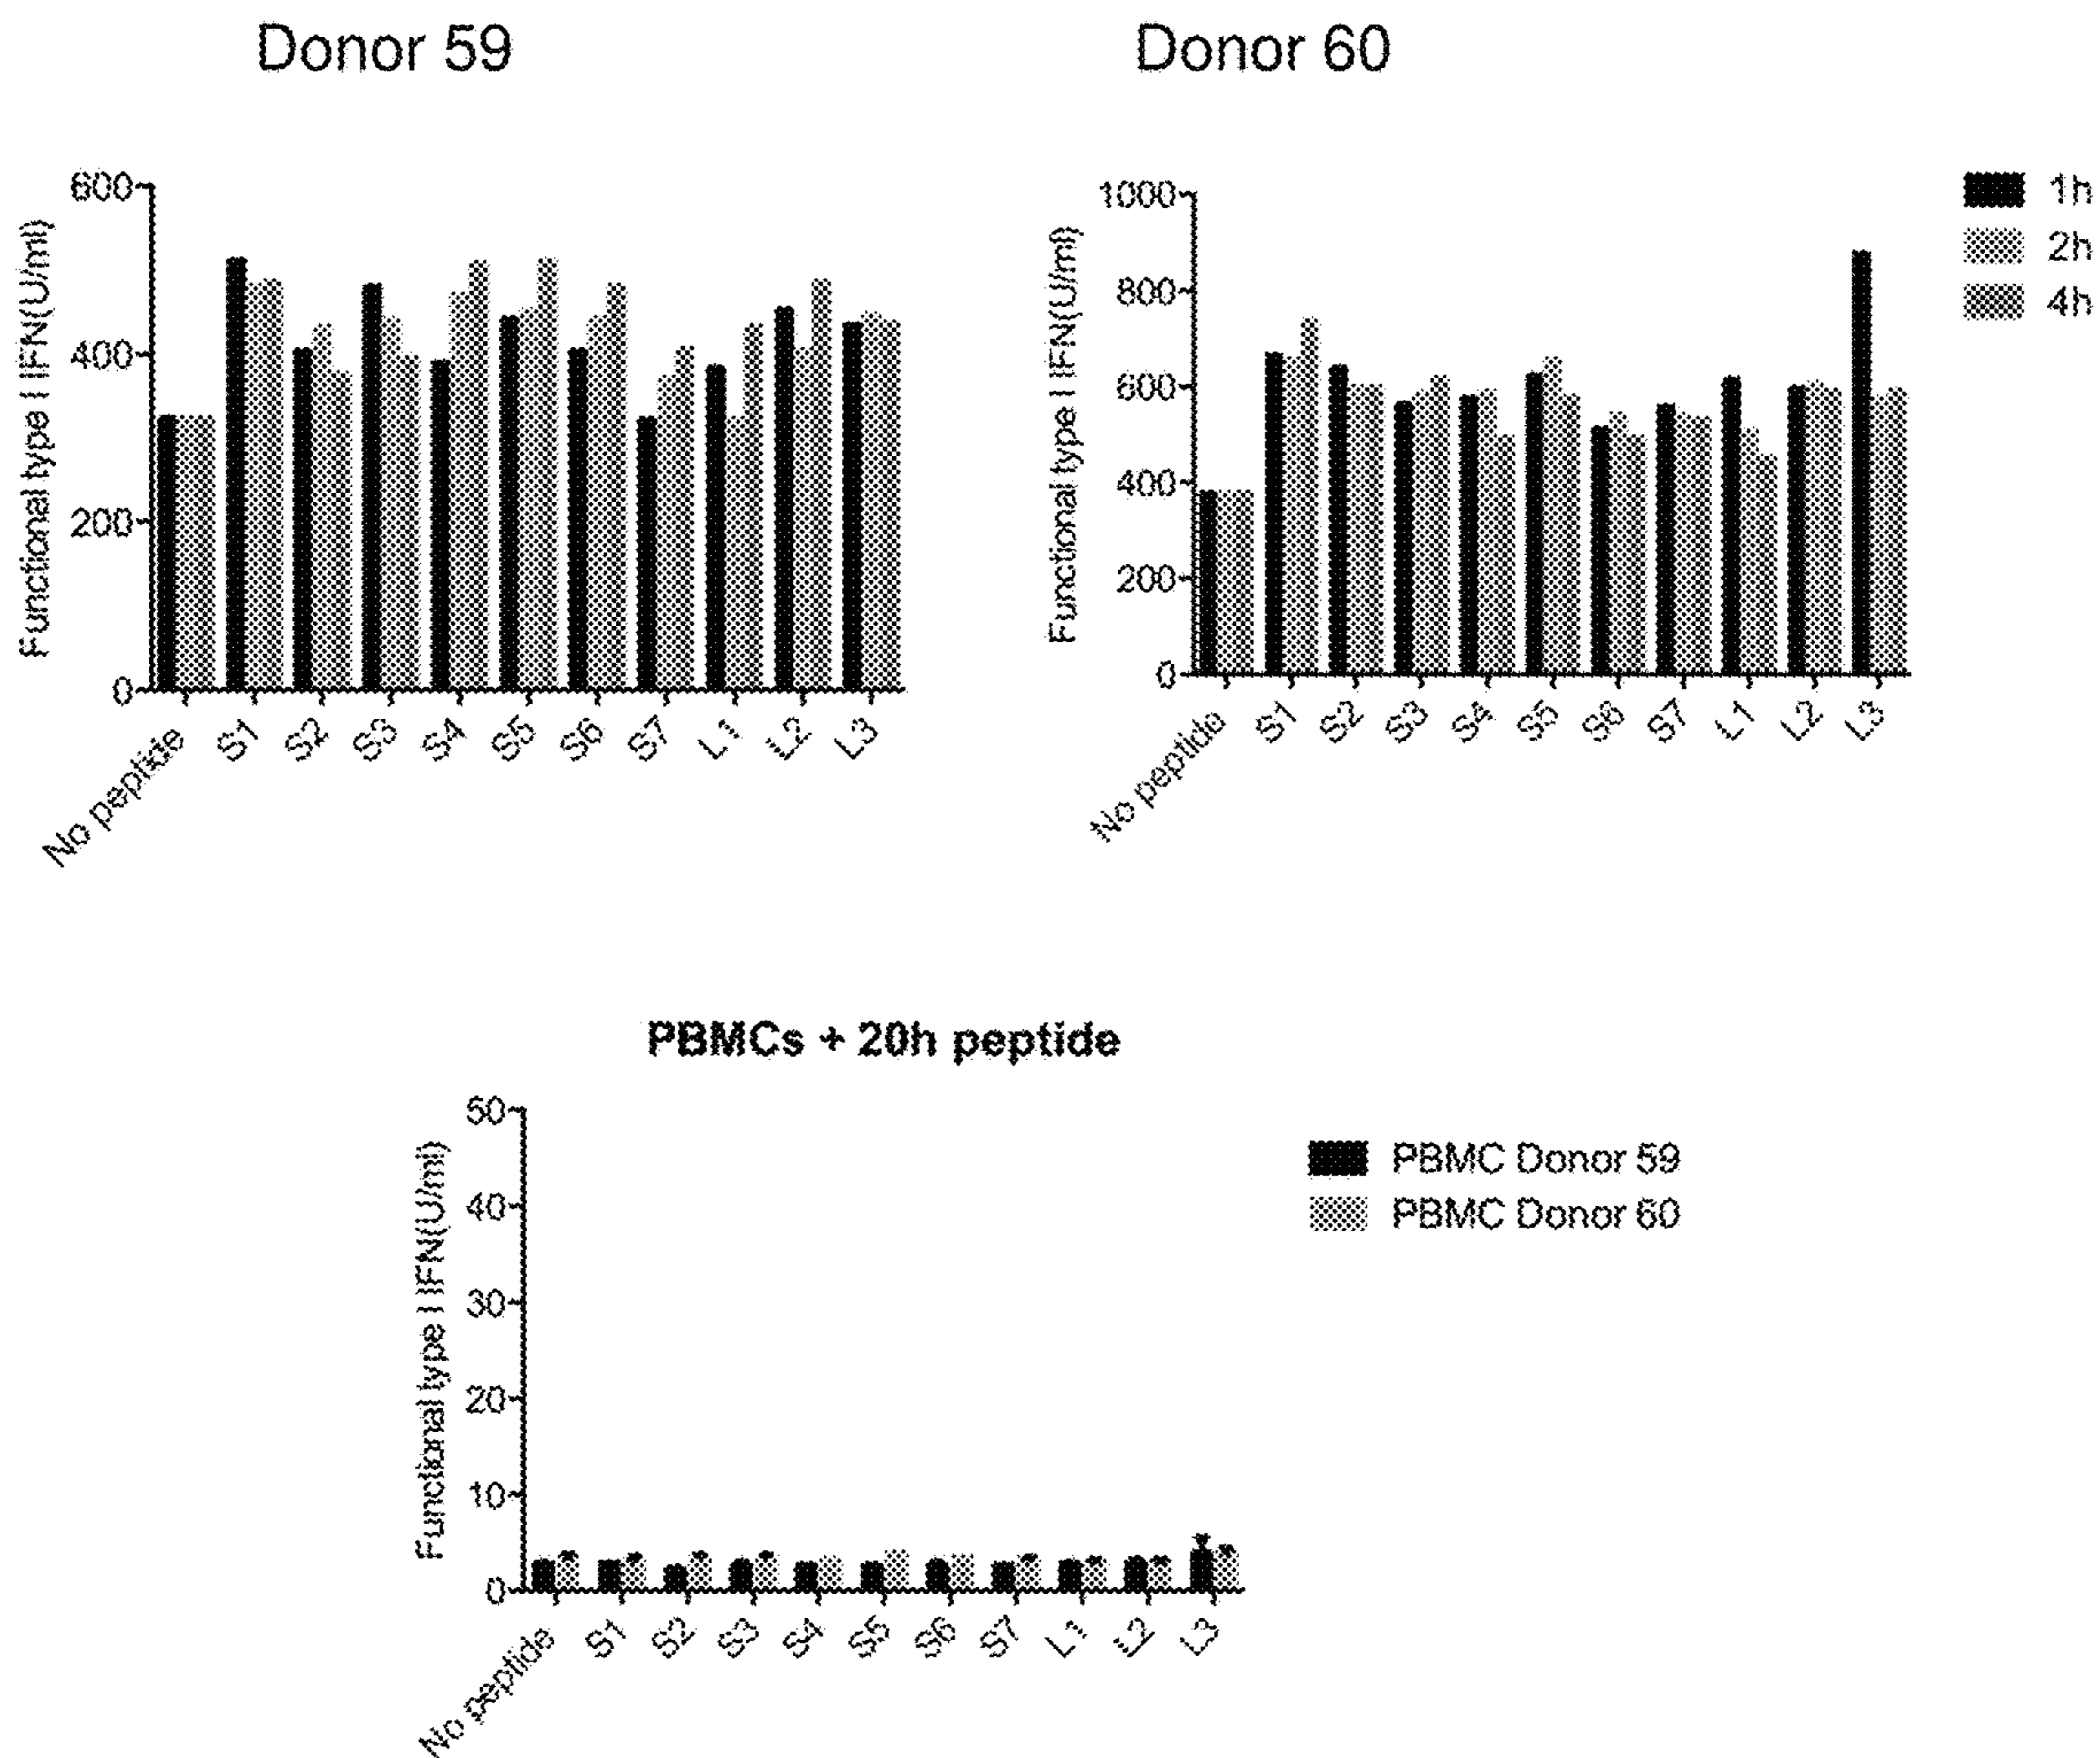 Donor 59
Donor 60
Functional type I IFN(U/ml)
600
400
200
0
No peptide
S1
S2
S3
S4
S5
S6
S7
L1
L2
L3
Functional type I IFN(U/ml)
1000
800
600
400
200
0
No peptide
S1
S2
S3
S4
S5
S6
S7
L1
L2
L3
1h
2h
4h
PBMCs + 20h peptide
Functional type I IFN(U/ml)
50
40
30
20
10
0
No peptide
S1
S2
S3
S4
S5
S6
S7
L1
L2
L3
PBMC Donor 59
PBMC Donor 60